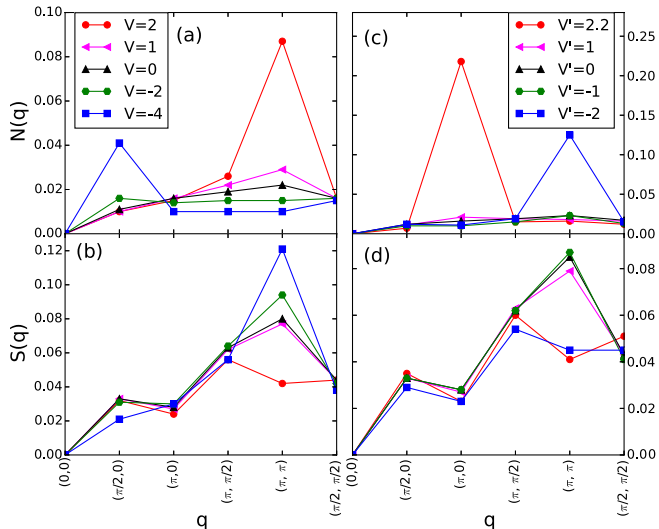 0.10
0.08
0.06
0.04
0.02
0.00
N(q)
V=2
V=1
V=0
V=-2
V=-4
(a)
(c)
V'=2.2
V'=1
V'=0
V'=-1
V'=-2
0.25
0.20
0.15
0.10
0.05
0.00
0.12
0.10
0.08
0.06
0.04
0.02
0.00
S(q)
(b)
(d)
0.08
0.06
0.04
0.02
0.00
(0,0)
(π/2,0)
(π,0)
(π, π/2)
(π, π)
(π/2, π/2)
q
(0,0)
(π/2,0)
(π,0)
(π, π/2)
(π, π)
(π/2, π/2)
q